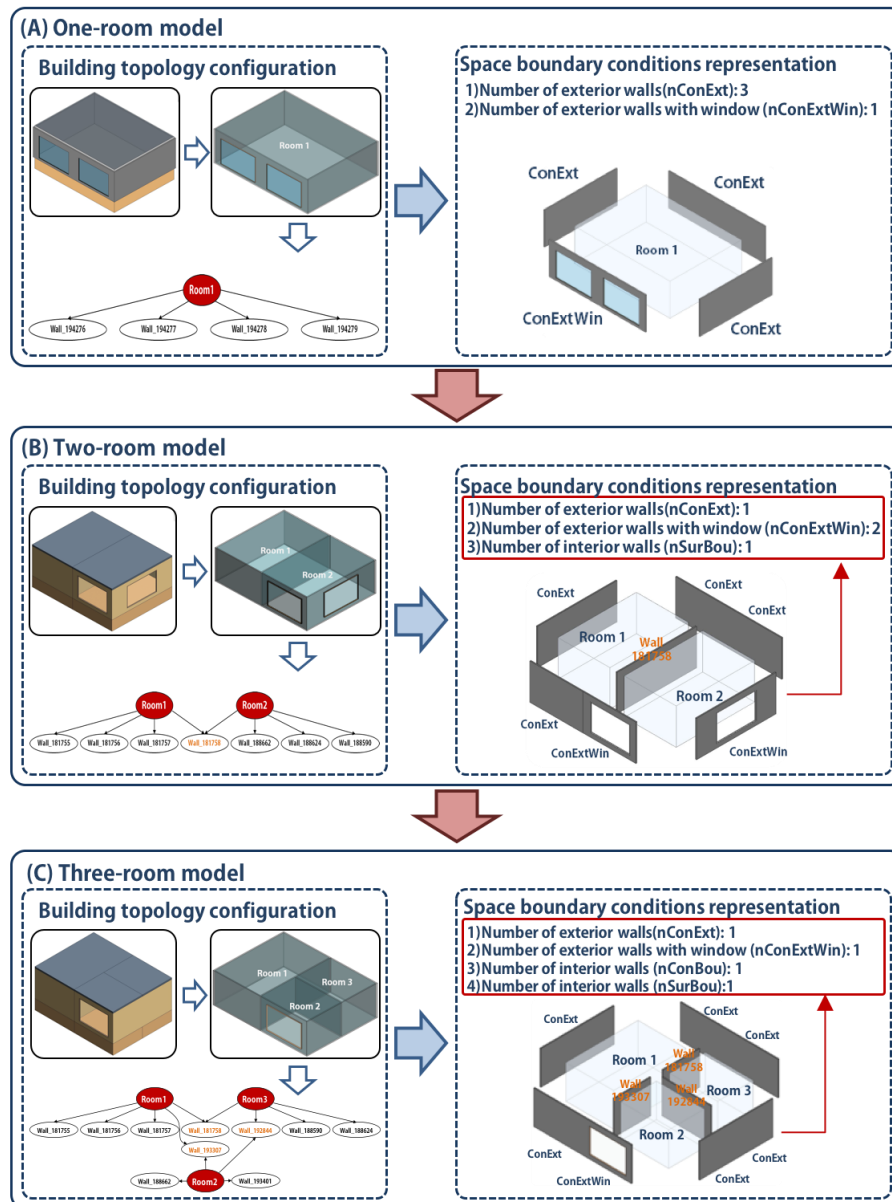 (A) One-room model
Building topology configuration
Room 1
Room1
Wall_194276
Wall_194277
Wall_194278
Wall_194279
Space boundary conditions representation
1)Number of exterior walls(nConExt): 3
2)Number of exterior walls with window (nConExtWin): 1
ConExt
ConExt
Room 1
ConExtWin
ConExt
(B) Two-room model
Building topology configuration
Room 1
Room 2
Room1
Room2
Wall_181755
Wall_181756
Wall_181757
Wall_181758
Wall_188662
Wall_188624
Wall_188590
Space boundary conditions representation
1)Number of exterior walls(nConExt): 1
2)Number of exterior walls with window (nConExtWin): 2
3)Number of interior walls (nSurBou): 1
ConExt
ConExt
Room 1
Wall
181758
ConExt
Room 2
ConExt
ConExtWin
ConExtWin
(C) Three-room model
Building topology configuration
Room 1
Room 3
Room 2
Room1
Room3
Wall_181755
Wall_181756
Wall_181757
Wall_181758
Wall_192844
Wall_188590
Wall_188624
Wall_193307
Wall_188662
Room2
Wall_193401
Space boundary conditions representation
1)Number of exterior walls(nConExt): 1
2)Number of exterior walls with window (nConExtWin): 1
3)Number of interior walls (nConBou): 1
4)Number of interior walls (nSurBou):1
ConExt
ConExt
Room 1
Wall
181758
ConExt
Wall
193307
Wall
192844
Room 3
ConExt
Room 2
ConExt
ConExtWin
ConExt